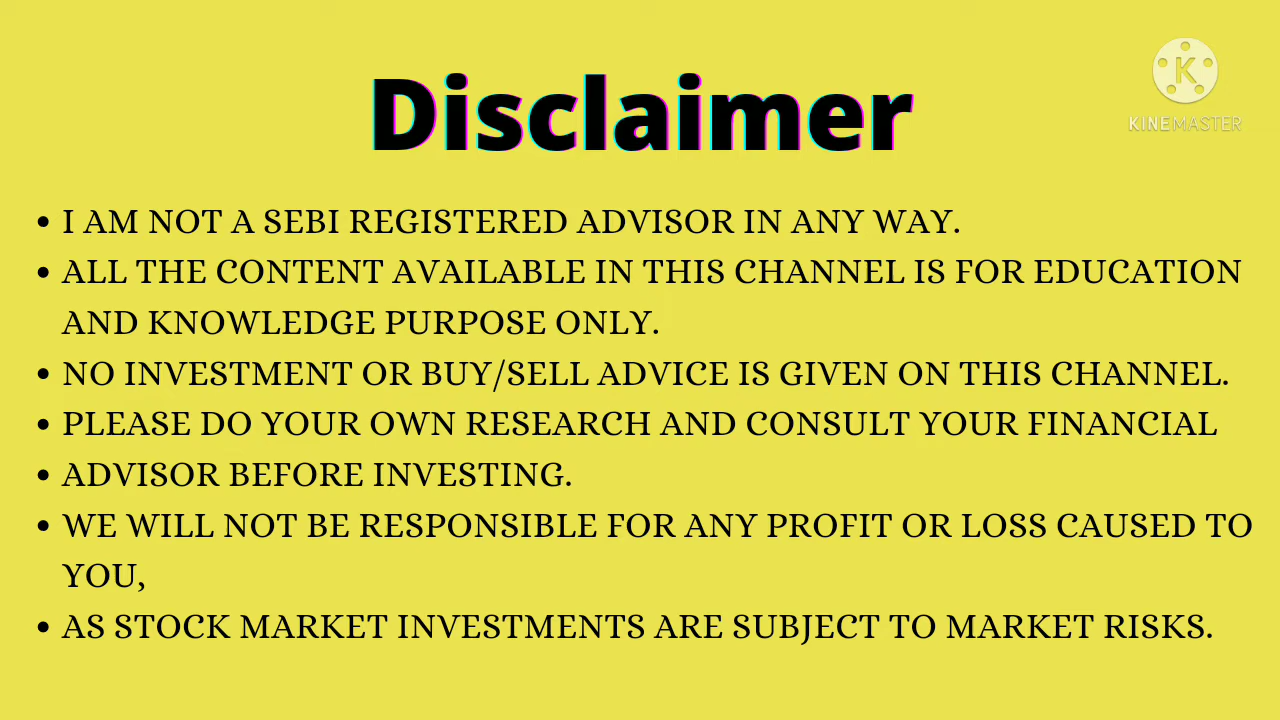 Disclaimer
K
KINEMASTER
• I AM NOT A SEBI REGISTERED ADVISOR IN ANY WAY.
• ALL THE CONTENT AVAILABLE IN THIS CHANNEL IS FOR EDUCATION
AND KNOWLEDGE PURPOSE ONLY.
• NO INVESTMENT OR BUY/SELL ADVICE IS GIVEN ON THIS CHANNEL.
• PLEASE DO YOUR OWN RESEARCH AND CONSULT YOUR FINANCIAL
• ADVISOR BEFORE INVESTING.
• WE WILL NOT BE RESPONSIBLE FOR ANY PROFIT OR LOSS CAUSED TO
YOU,
• AS STOCK MARKET INVESTMENTS ARE SUBJECT TO MARKET RISKS.